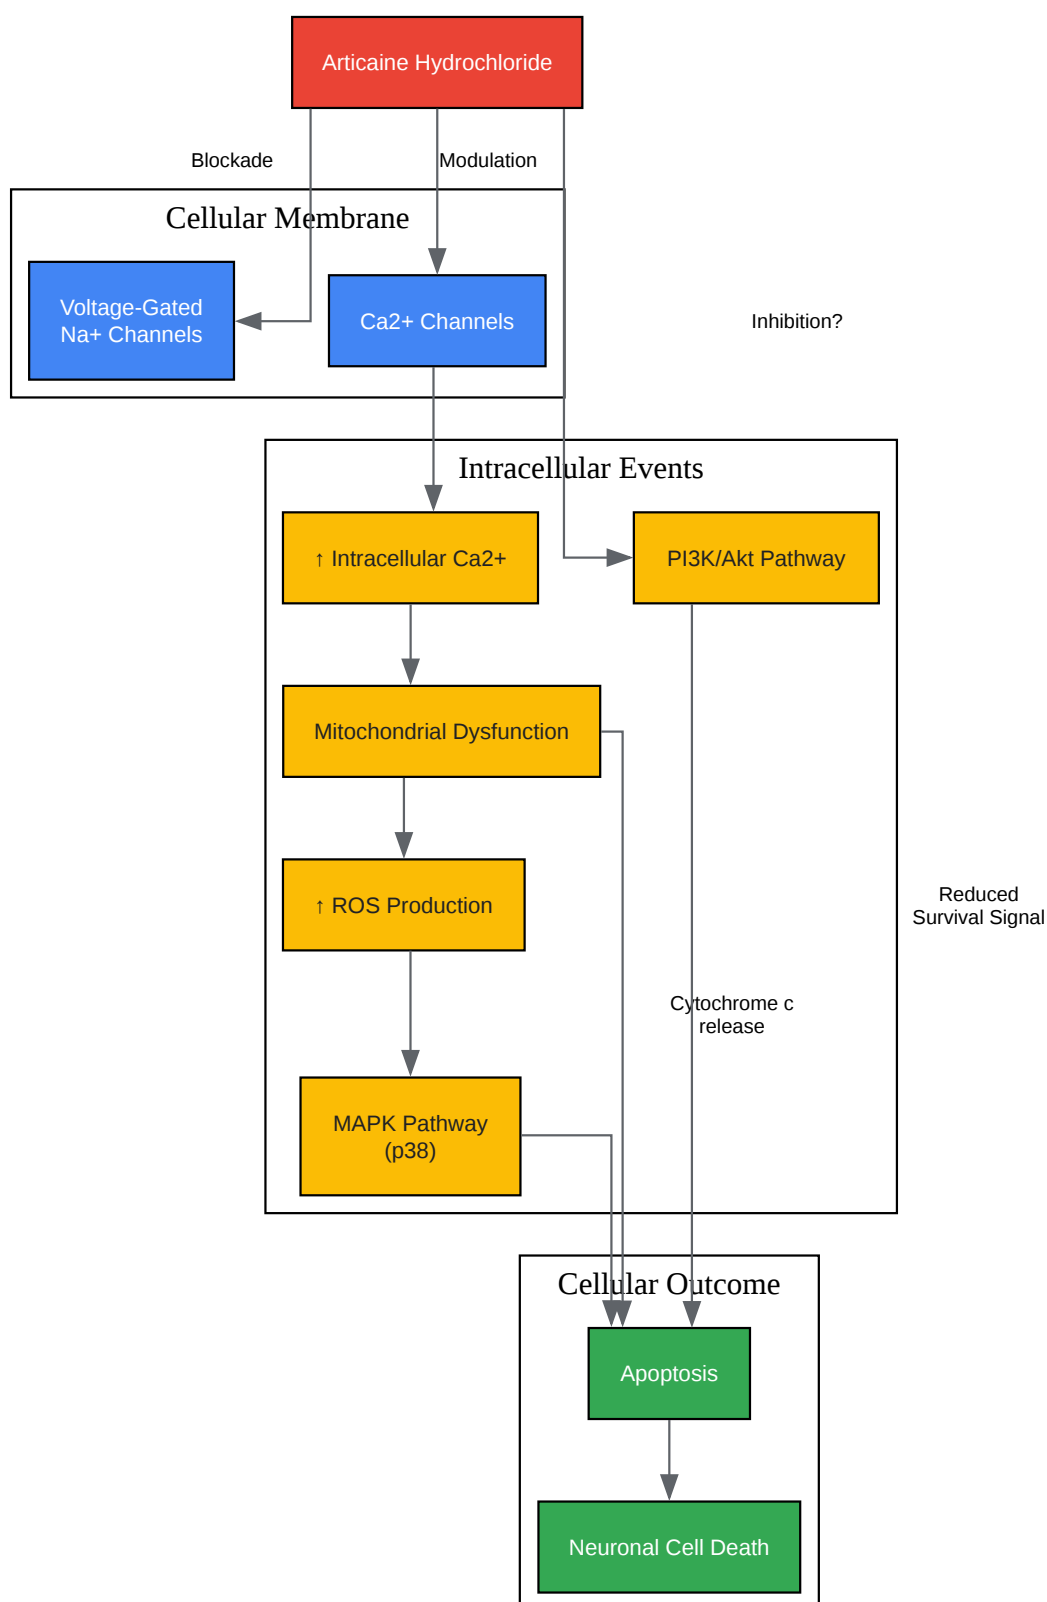 Articaine Hydrochloride
Blockade
Modulation
Cellular Membrane
Voltage-Gated
Na+ Channels
Ca2+ Channels
Inhibition?
Intracellular Events
↑ Intracellular Ca2+
PI3K/Akt Pathway
Mitochondrial Dysfunction
↑ ROS Production
Reduced
Survival Signal
Cytochrome c
release
MAPK Pathway
(p38)
Cellular Outcome
Apoptosis
Neuronal Cell Death